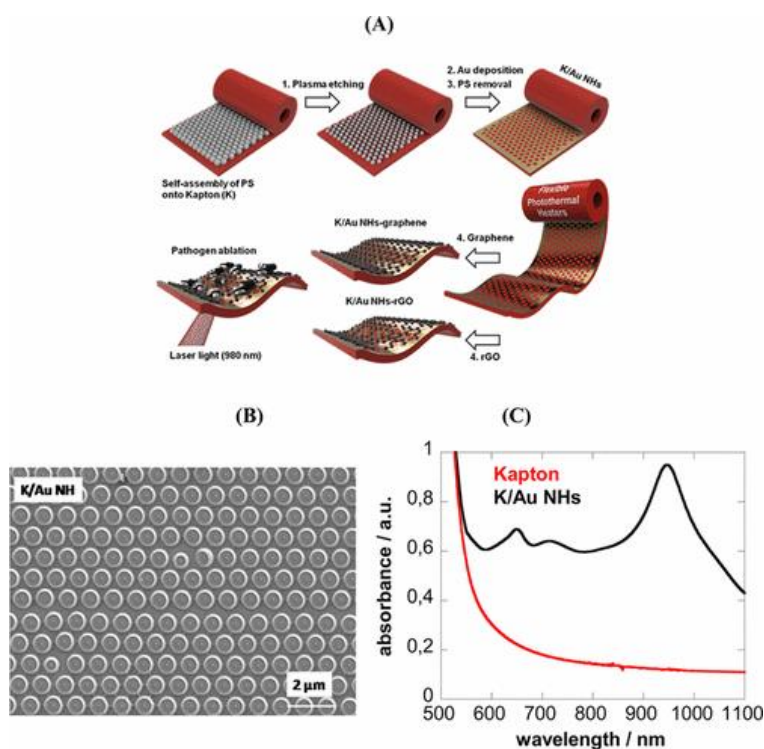 (A)
1. Plasma etching
2. Au deposition
3. PS removal
K/Au NHs
Self-assembly of PS
onto Kapton (K)
Flexible
Photothermal
Heaters
K/Au NHs-graphene
4. Graphene
Pathogen ablation
K/Au NHs-rGO
4. rGO
Laser light (980 nm)
(B)
K/Au NH
2 µm
(C)
Kapton
K/Au NHs
absorbance / a.u.
1
0,8
0,6
0,4
0,2
0
500 600 700 800 900 1000 1100
wavelength / nm